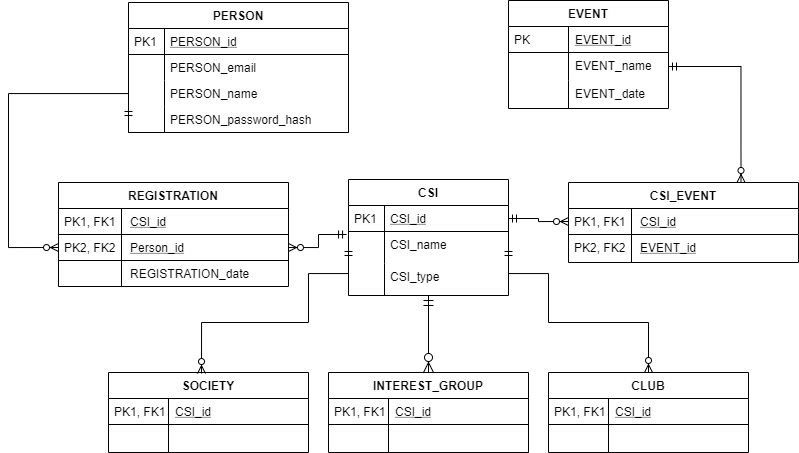 PERSON
PK1 PERSON_id
PERSON_email
PERSON_name
PERSON_password_hash
EVENT
PK EVENT_id
EVENT_name
EVENT_date
REGISTRATION
PK1, FK1 CSI_id
PK2, FK2 Person_id
REGISTRATION_date
CSI
PK1 CSI_id
CSI_name
CSI_type
CSI_EVENT
PK1, FK1 CSI_id
PK2, FK2 EVENT_id
SOCIETY
PK1, FK1 CSI_id
INTEREST_GROUP
PK1, FK1 CSI_id
CLUB
PK1, FK1 CSI_id